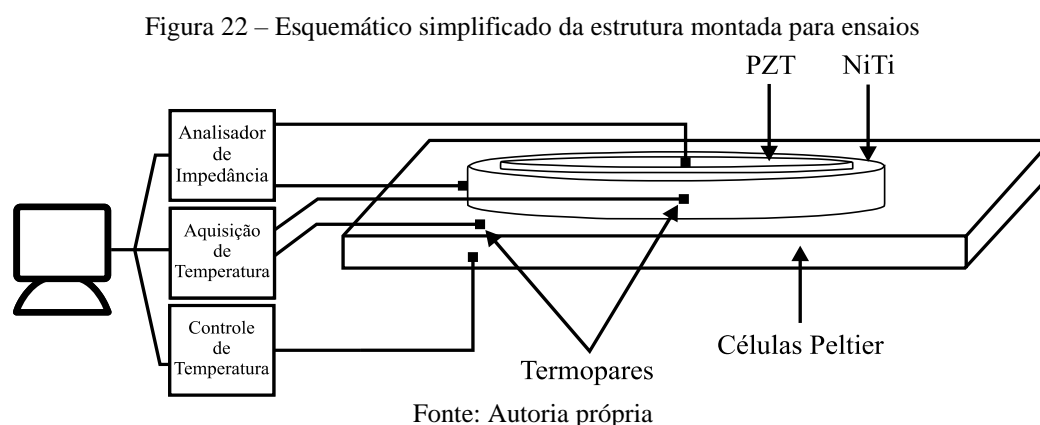 Figura 22 – Esquemático simplificado da estrutura montada para ensaios
PZT
NiTi
Analisador
de
Impedância
Aquisição
de
Temperatura
Controle
de
Temperatura
Células Peltier
Termopares
Fonte: Autoria própria